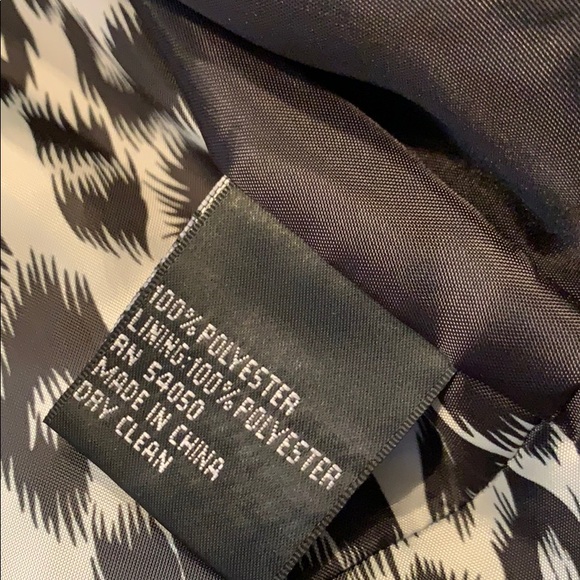 100% POLYESTER
LINING:100% POLYESTER
RN 54050
MADE IN CHINA
DRY CLEAN